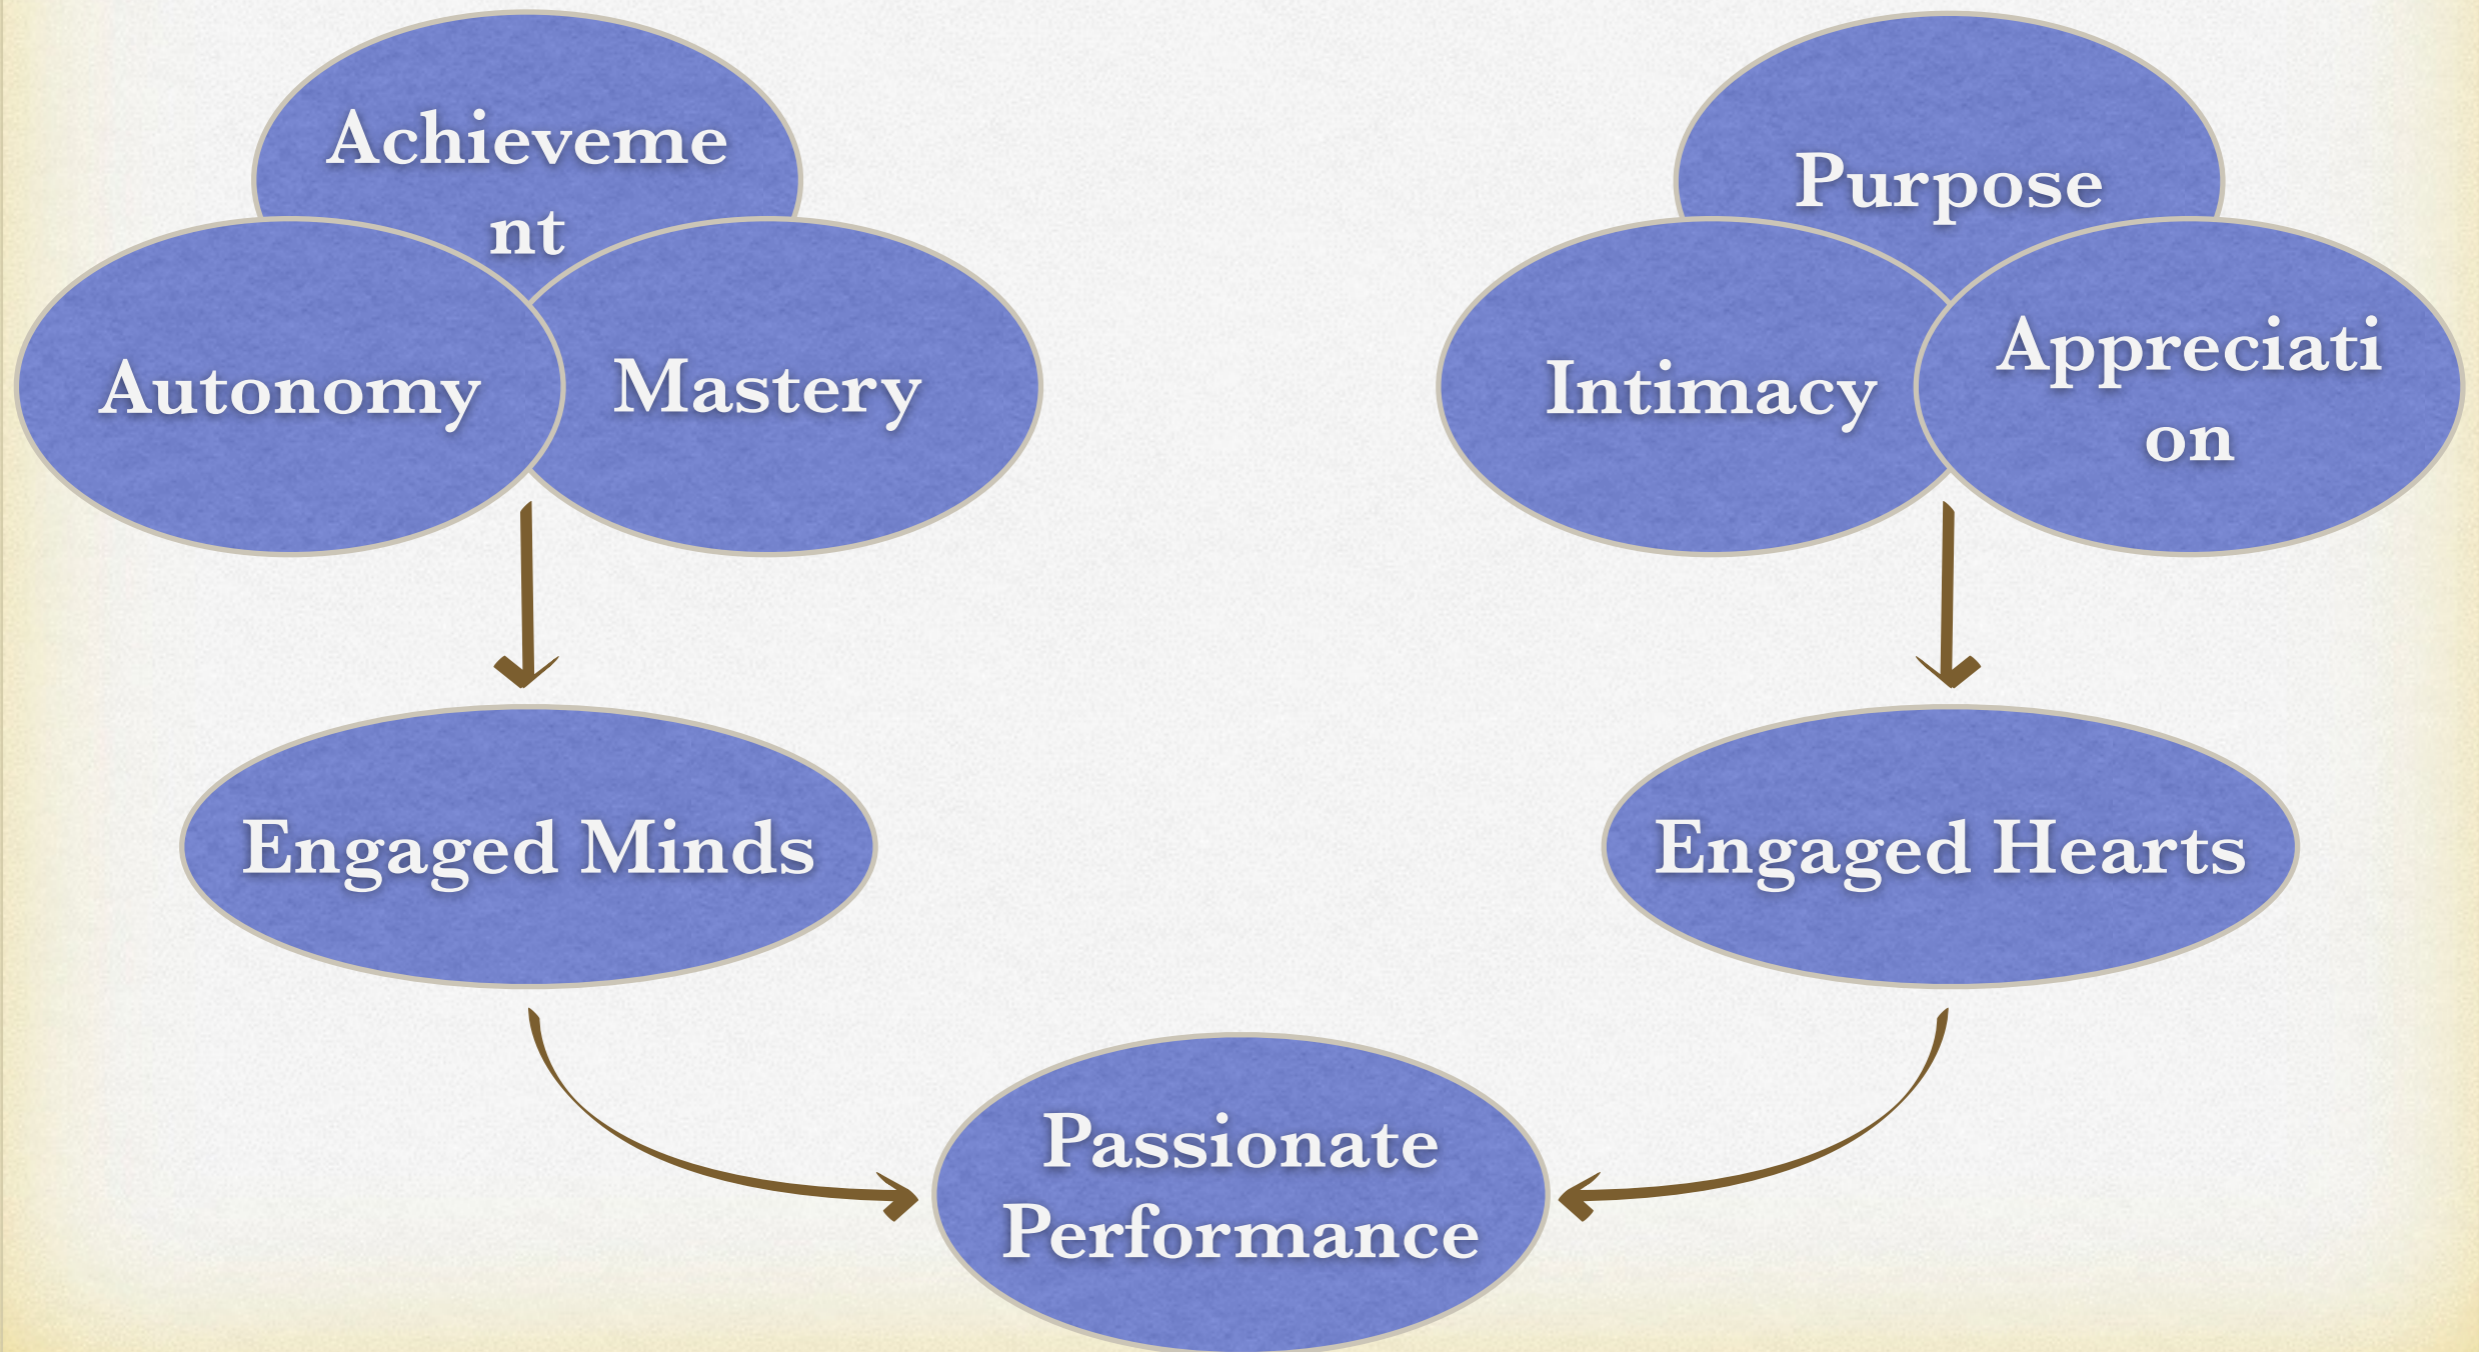 Achieveme
nt
Autonomy
Mastery
Purpose
Intimacy
Appreciati
on
Engaged Minds
Engaged Hearts
Passionate
Performance